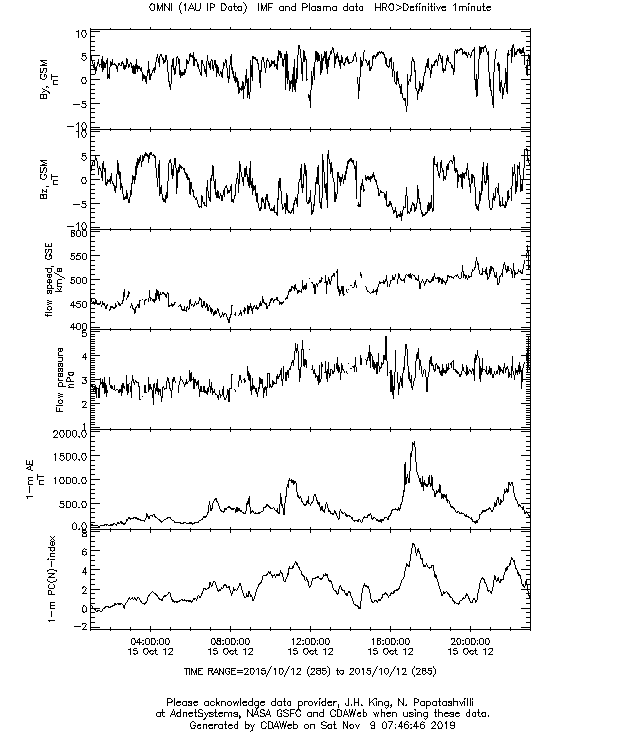 OMNI (1AU IP Data) IMF and Plasma data HRO>Definitive 1minute
By, GSM
nT
10
5
0
-5
-10
Bz, GSM
nT
10
5
0
-5
-10
flow speed, GSE
km/s
600
550
500
450
400
Flow pressure
nPa
5
4
3
2
1
1-m AE
nT
2000.0
1500.0
1000.0
500.0
0.0
1-m PC(N)-index
8
6
4
2
0
-2
04:00:00 08:00:00 12:00:00 16:00:00 20:00:00
15 Oct 12 15 Oct 12 15 Oct 12 15 Oct 12 15 Oct 12
TIME RANGE=2015/10/12 (285) to 2015/10/12 (285)
Please acknowledge data provider, J.H. King, N. Papatashvilli
at AdnetSystems, NASA GSFC and CDAWeb when using these data.
Generated by CDAWeb on Sat Nov 9 07:46:46 2019